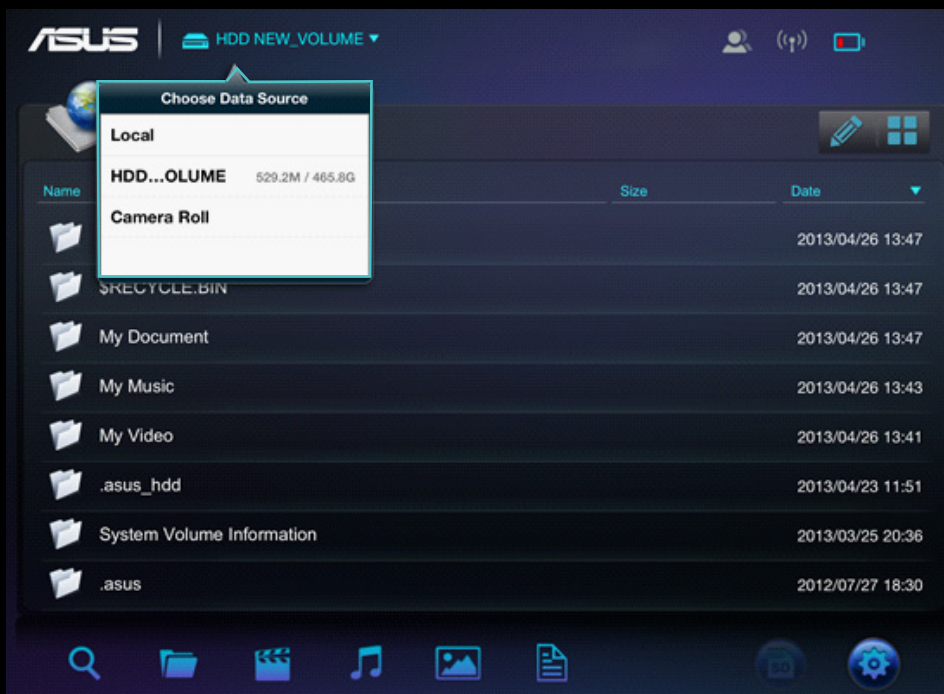 ASUS
HDD NEW_VOLUME
Choose Data Source
Local
HDD...OLUME 529.2M / 465.8G
Camera Roll
Name Size Date
2013/04/26 13:47
$RECYCLE.BIN 2013/04/26 13:47
My Document 2013/04/26 13:47
My Music 2013/04/26 13:43
My Video 2013/04/26 13:41
.asus_hdd 2013/04/23 11:51
System Volume Information 2013/03/25 20:36
.asus 2012/07/27 18:30
SD